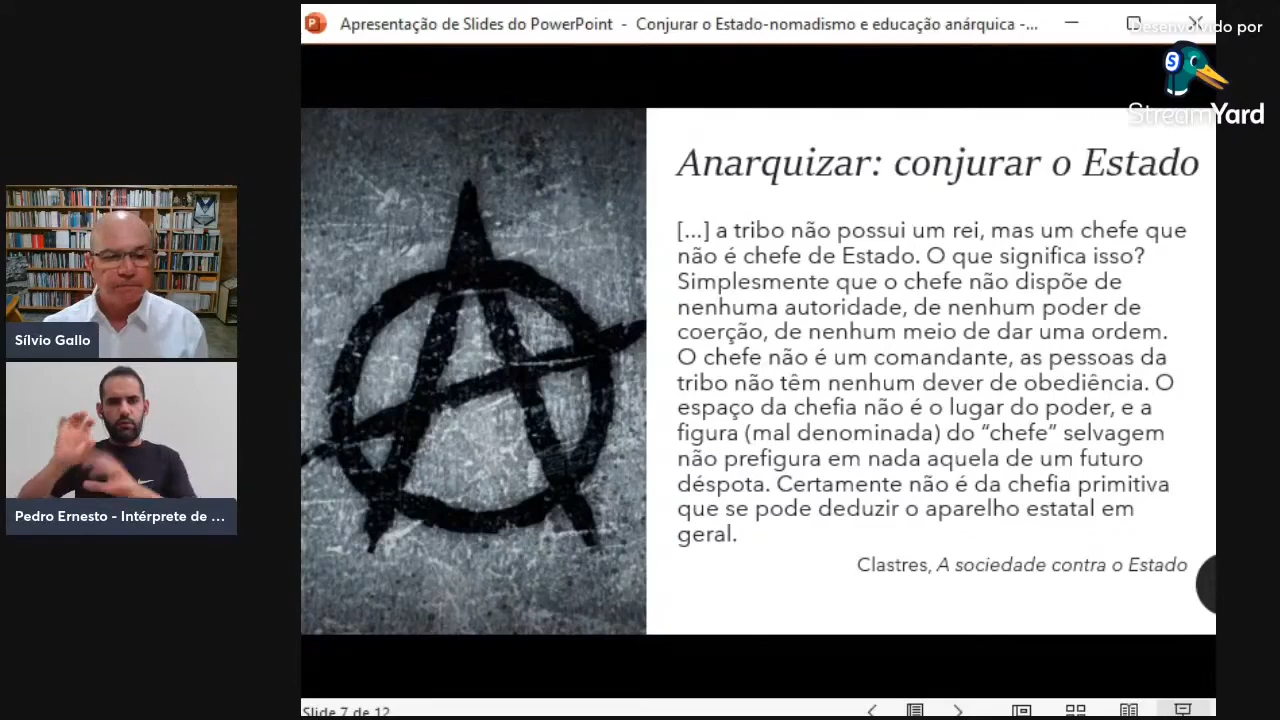 Apresentação de Slides do PowerPoint - Conjurar o Estado-nomadismo e educação anárquica -...
Desenvolvido por
StreamYard
Anarquizar: conjurar o Estado
[...] a tribo não possui um rei, mas um chefe que
não é chefe de Estado. O que significa isso?
Simplesmente que o chefe não dispõe de
nenhuma autoridade, de nenhum poder de
coerção, de nenhum meio de dar uma ordem.
O chefe não é um comandante, as pessoas da
tribo não têm nenhum dever de obediência. O
espaço da chefia não é o lugar do poder, e a
figura (mal denominada) do “chefe” selvagem
não prefigura em nada aquela de um futuro
déspota. Certamente não é da chefia primitiva
que se pode deduzir o aparelho estatal em
geral.
Clastres, A sociedade contra o Estado
Sílvio Gallo
Pedro Ernesto - Intérprete de ...
Slide 7 de 12